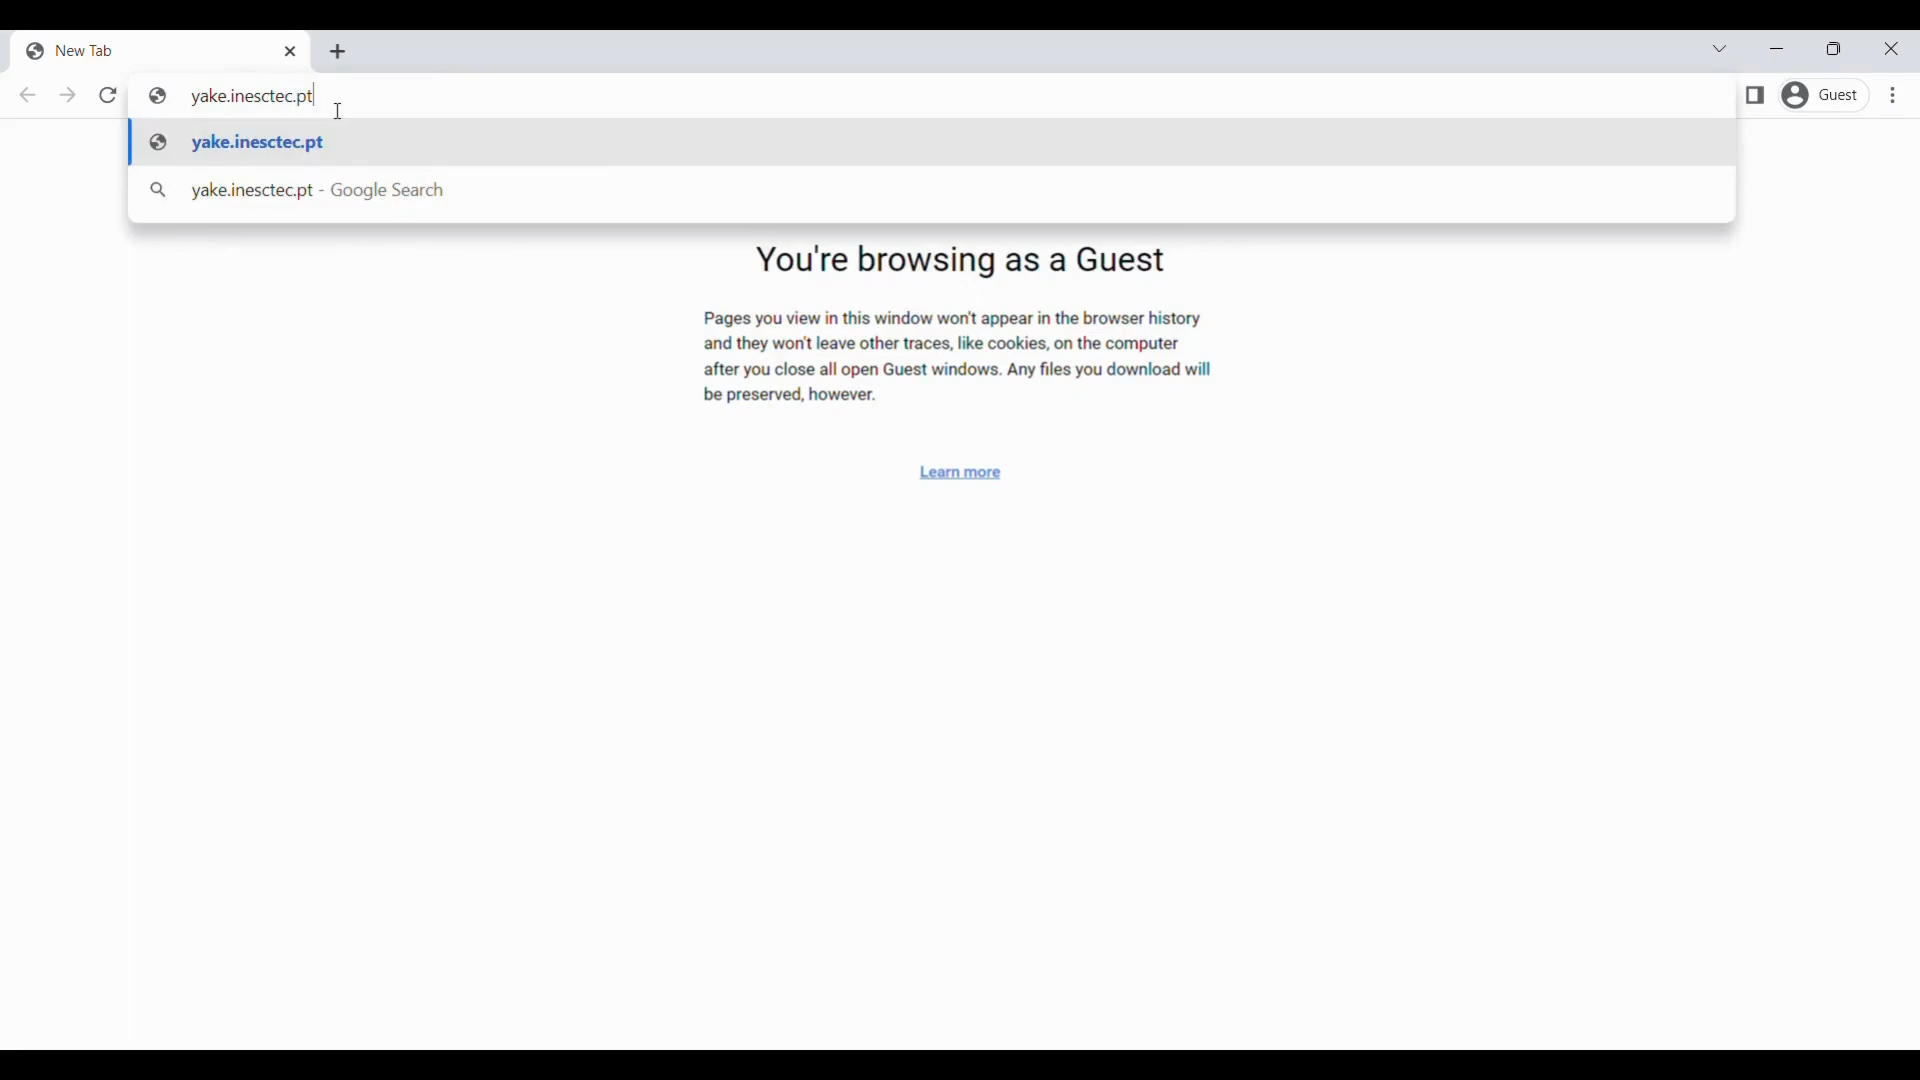 New Tab
yake.inesctec.pt
Guest
yake.inesctec.pt
yake.inesctec.pt - Google Search
You're browsing as a Guest
Pages you view in this window won't appear in the browser history
and they won't leave other traces, like cookies, on the computer
after you close all open Guest windows. Any files you download will
be preserved, however.
Learn more